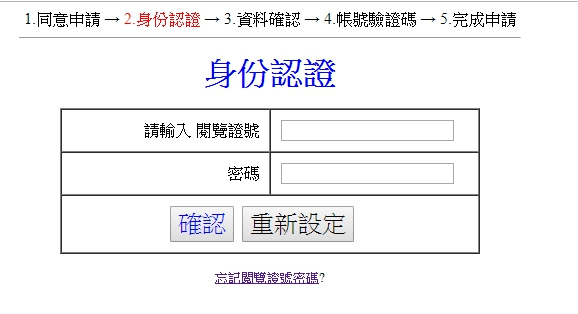 1.同意申請 → 2.身份認證 → 3.資料確認 → 4.帳號驗證碼 → 5.完成申請
身份認證
請輸入 閱覽證號
密碼
確認 重新設定
忘記閱覽證號密碼?